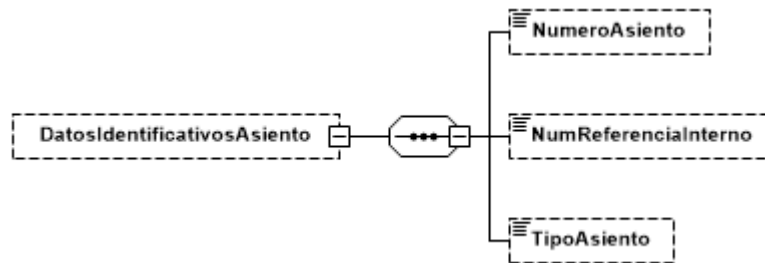 NumeroAsiento
DatosIdentificativosAsiento
NumReferenciaInterno
TipoAsiento